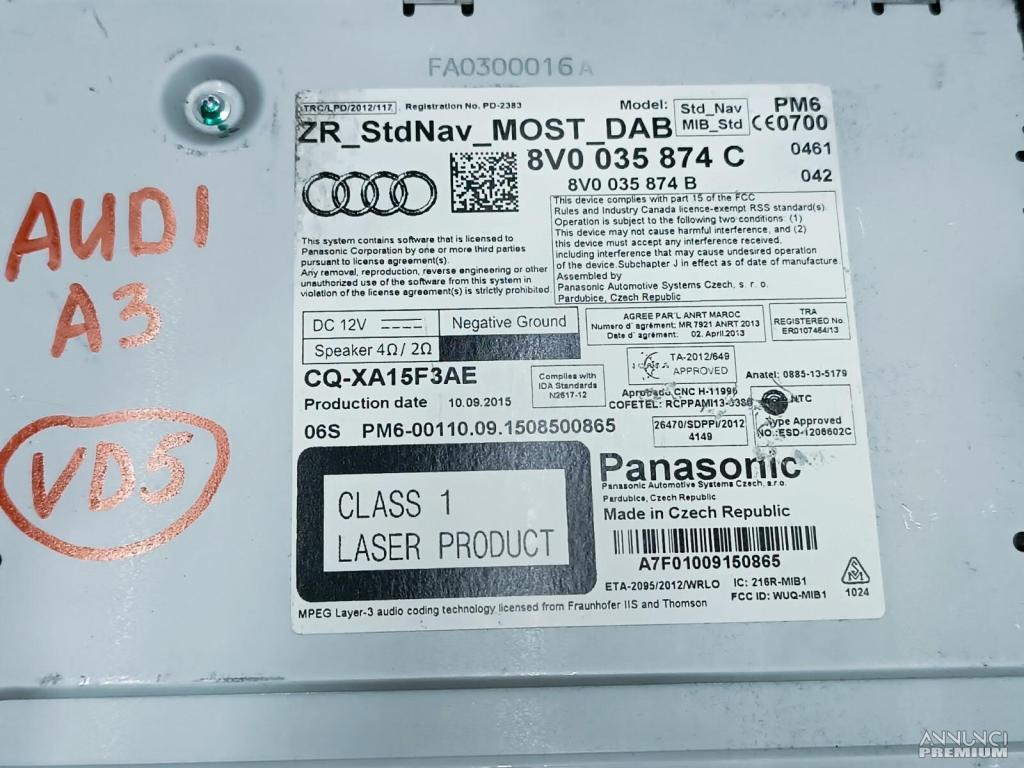 FA0300016 A
TRC/LPD/2012/117 Registration No. PD-2383
Model: Std_Nav MIB_Std
PM6
CE0700
ZR_StdNav_MOST_DAB
8V0 035 874 C
0461
8V0 035 874 B
042
This system contains software that is licensed to
Panasonic Corporation by one or more third parties
pursuant to license agreement(s).
Any removal, reproduction, reverse engineering or other
unauthorized use of the software from this system in
violation of the license agreement(s) is strictly prohibited.
This device complies with part 15 of the FCC
Rules and Industry Canada licence-exempt RSS standard(s).
Operation is subject to the following two conditions: (1)
This device may not cause harmful interference, and (2)
this device must accept any interference received,
including interference that may cause undesired operation
of the device.Subchapter J in effect as of date of manufacture.
Assembled by
Panasonic Automotive Systems Czech, s. r. o.
Pardubice, Czech Republic
DC 12V
Negative Ground
Speaker 4Ω / 2Ω
AGREE PAR'L ANRT MAROC
Numero d' agrément: MR 7921 ANRT 2013
Date d' agrément: 02. April.2013
TRA
REGISTERED No.
ER0107464/13
CQ-XA15F3AE
Production date 10.09.2015
Complies with
IDA Standards
N2617-12
TA-2012/649
APPROVED
Anatel: 0885-13-5179
Aprobado CNC H-11996
COFETEL: RCPPAMI13-
NTC
Type Approved
NO.:ESD-1206602C
26470/SDPPI/2012
4149
06S PM6-00110.09.1508500865
CLASS 1
LASER PRODUCT
Panasonic
Panasonic Automotive Systems Czech, s.r.o.
Pardubice, Czech Republic
Made in Czech Republic
A7F01009150865
ETA-2095/2012/WRLO
IC: 216R-MIB1
FCC ID: WUQ-MIB1
1024
MPEG Layer-3 audio coding technology licensed from Fraunhofer IIS and Thomson
AUDI
A3
VD5
ANNUNCI
PREMIUM